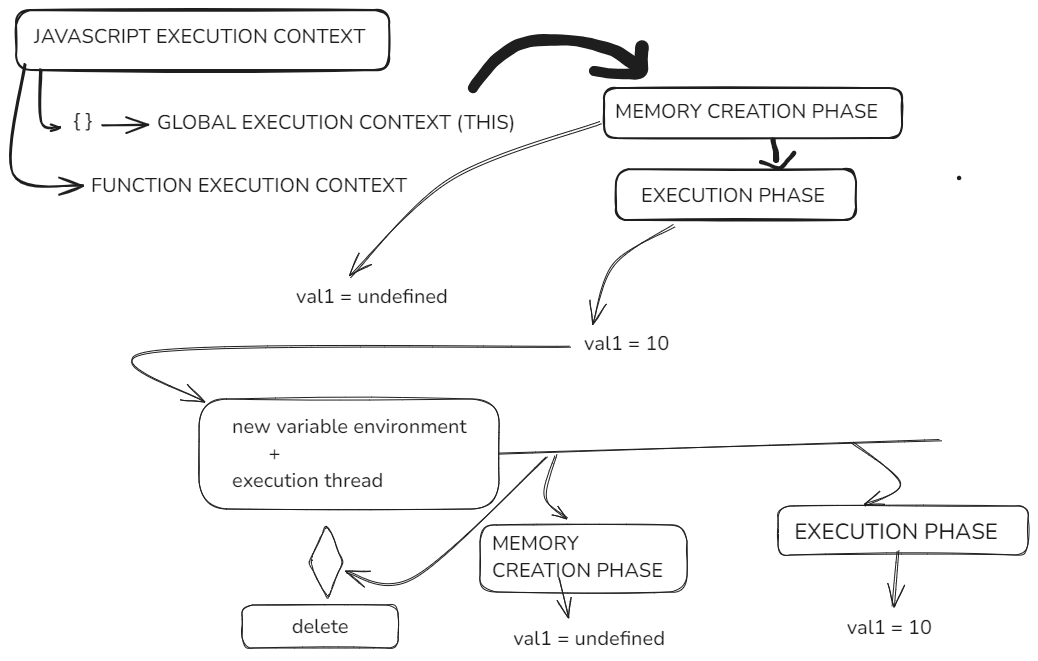 JAVASCRIPT EXECUTION CONTEXT
MEMORY CREATION PHASE
{} GLOBAL EXECUTION CONTEXT (THIS)
FUNCTION EXECUTION CONTEXT
EXECUTION PHASE
val1 = undefined
val1 = 10
new variable environment
+
execution thread
MEMORY
CREATION PHASE
EXECUTION PHASE
delete
val1 = undefined
val1 = 10